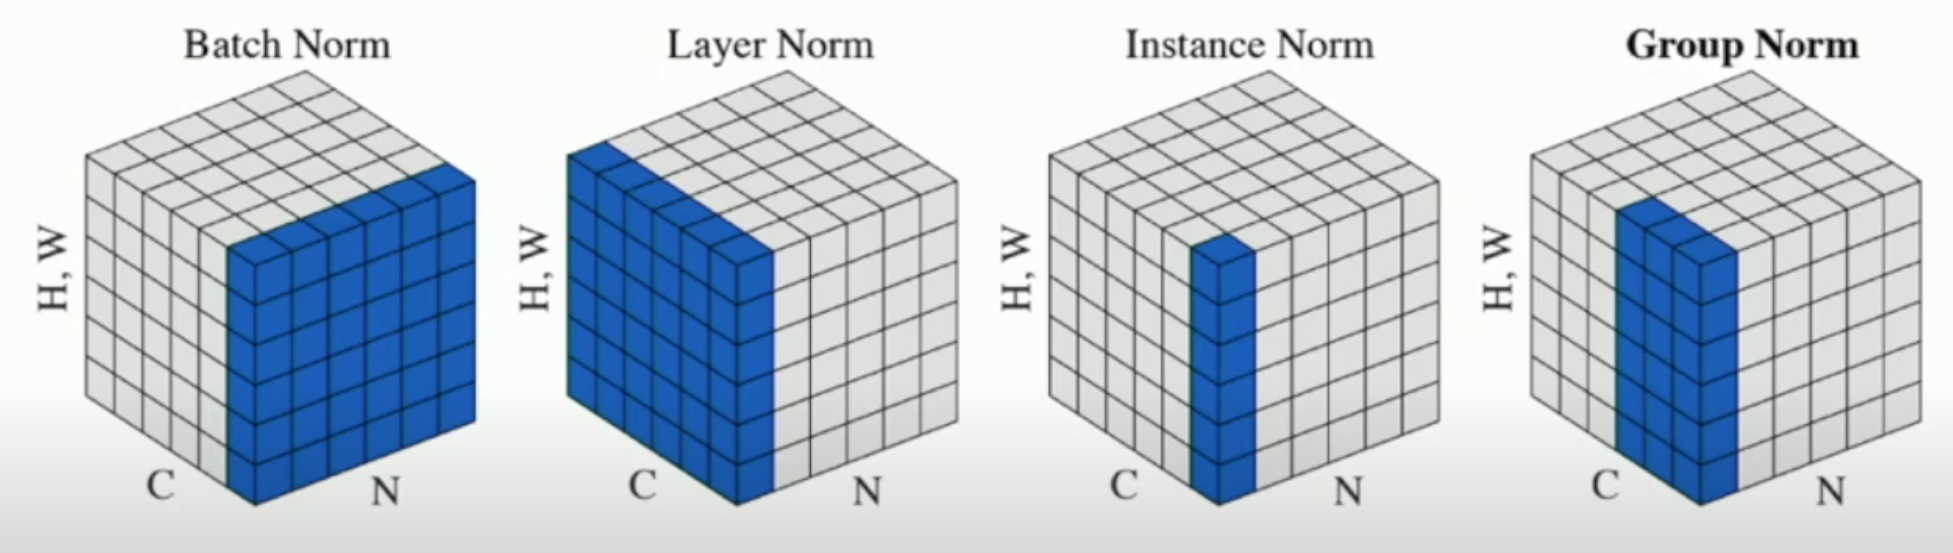 Batch Norm
Layer Norm
Instance Norm
Group Norm
H, W
C
N
H, W
C
N
H, W
C
N
H, W
C
N